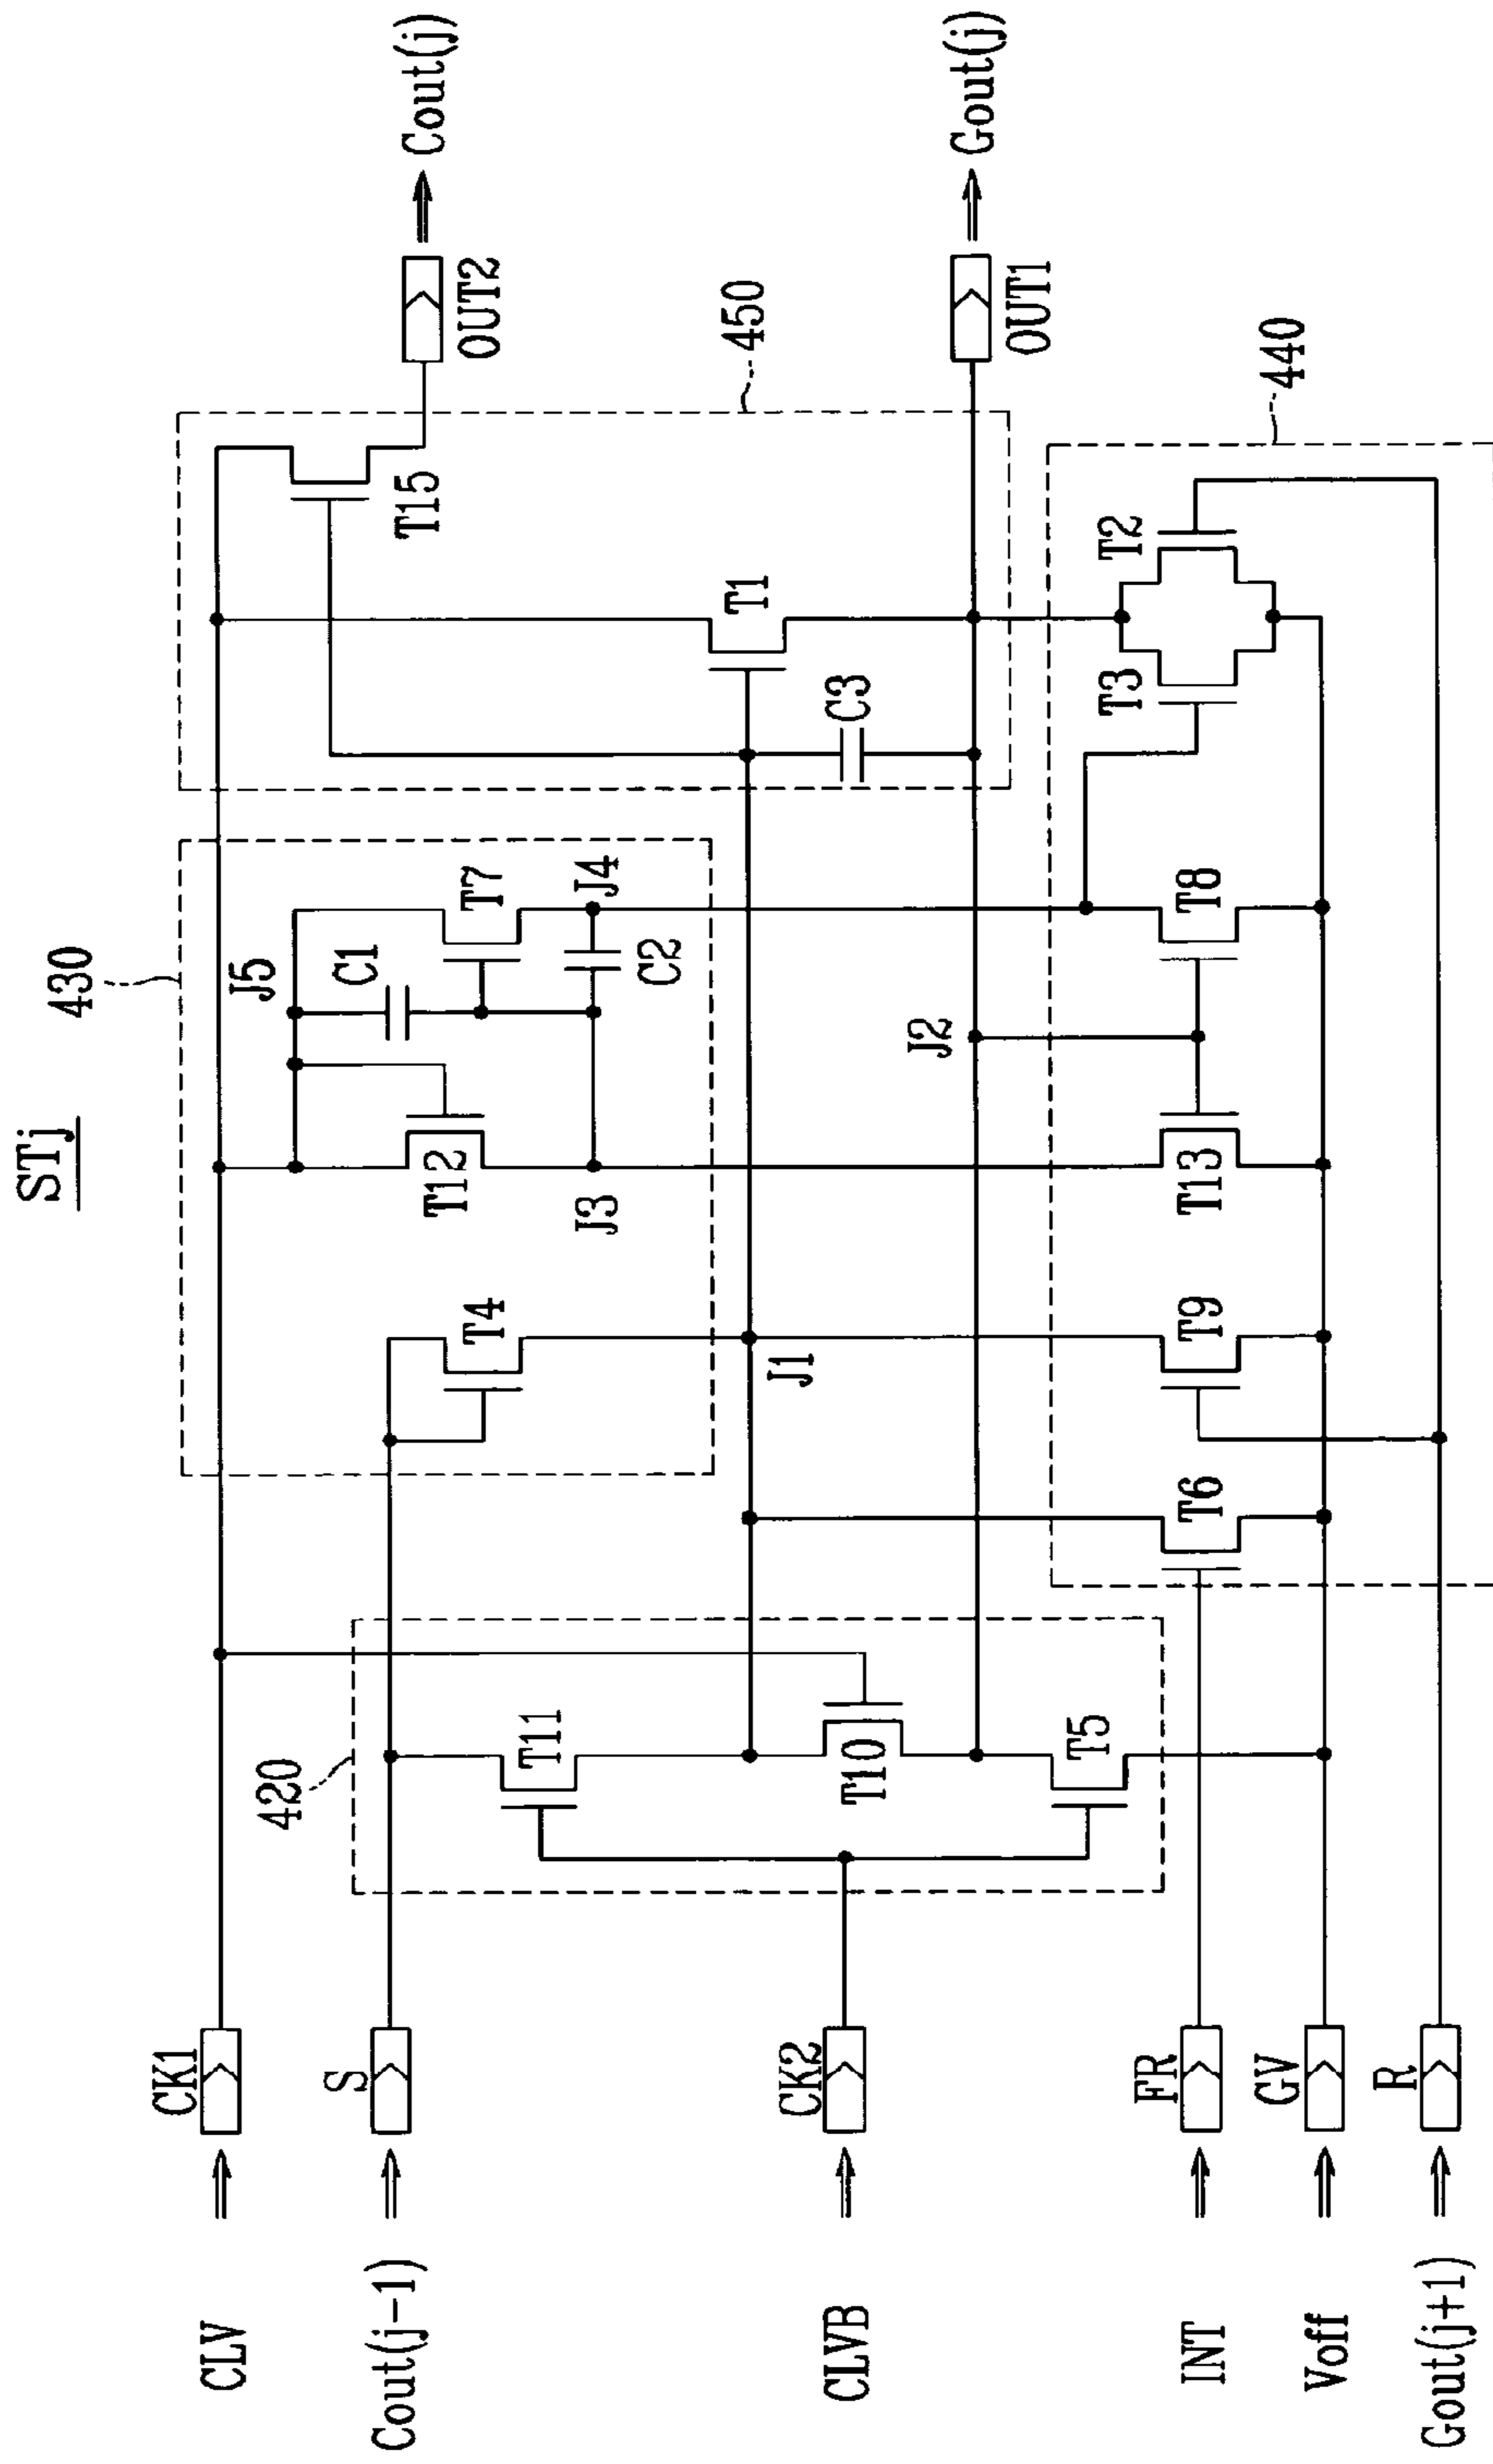 STj
430
J5
C1
T7
T12
J3
J4
C2
T4
T15
OUT2
Cout(j)
450
T1
C3
OUT1
Gout(j)
440
CLV
CK1
Cout(j-1)
S
420
T11
T10
T5
J1
J2
CLVB
CK2
T6
T9
T13
T8
T3
T2
INT
FR
Voff
GV
Gout(j+1)
R